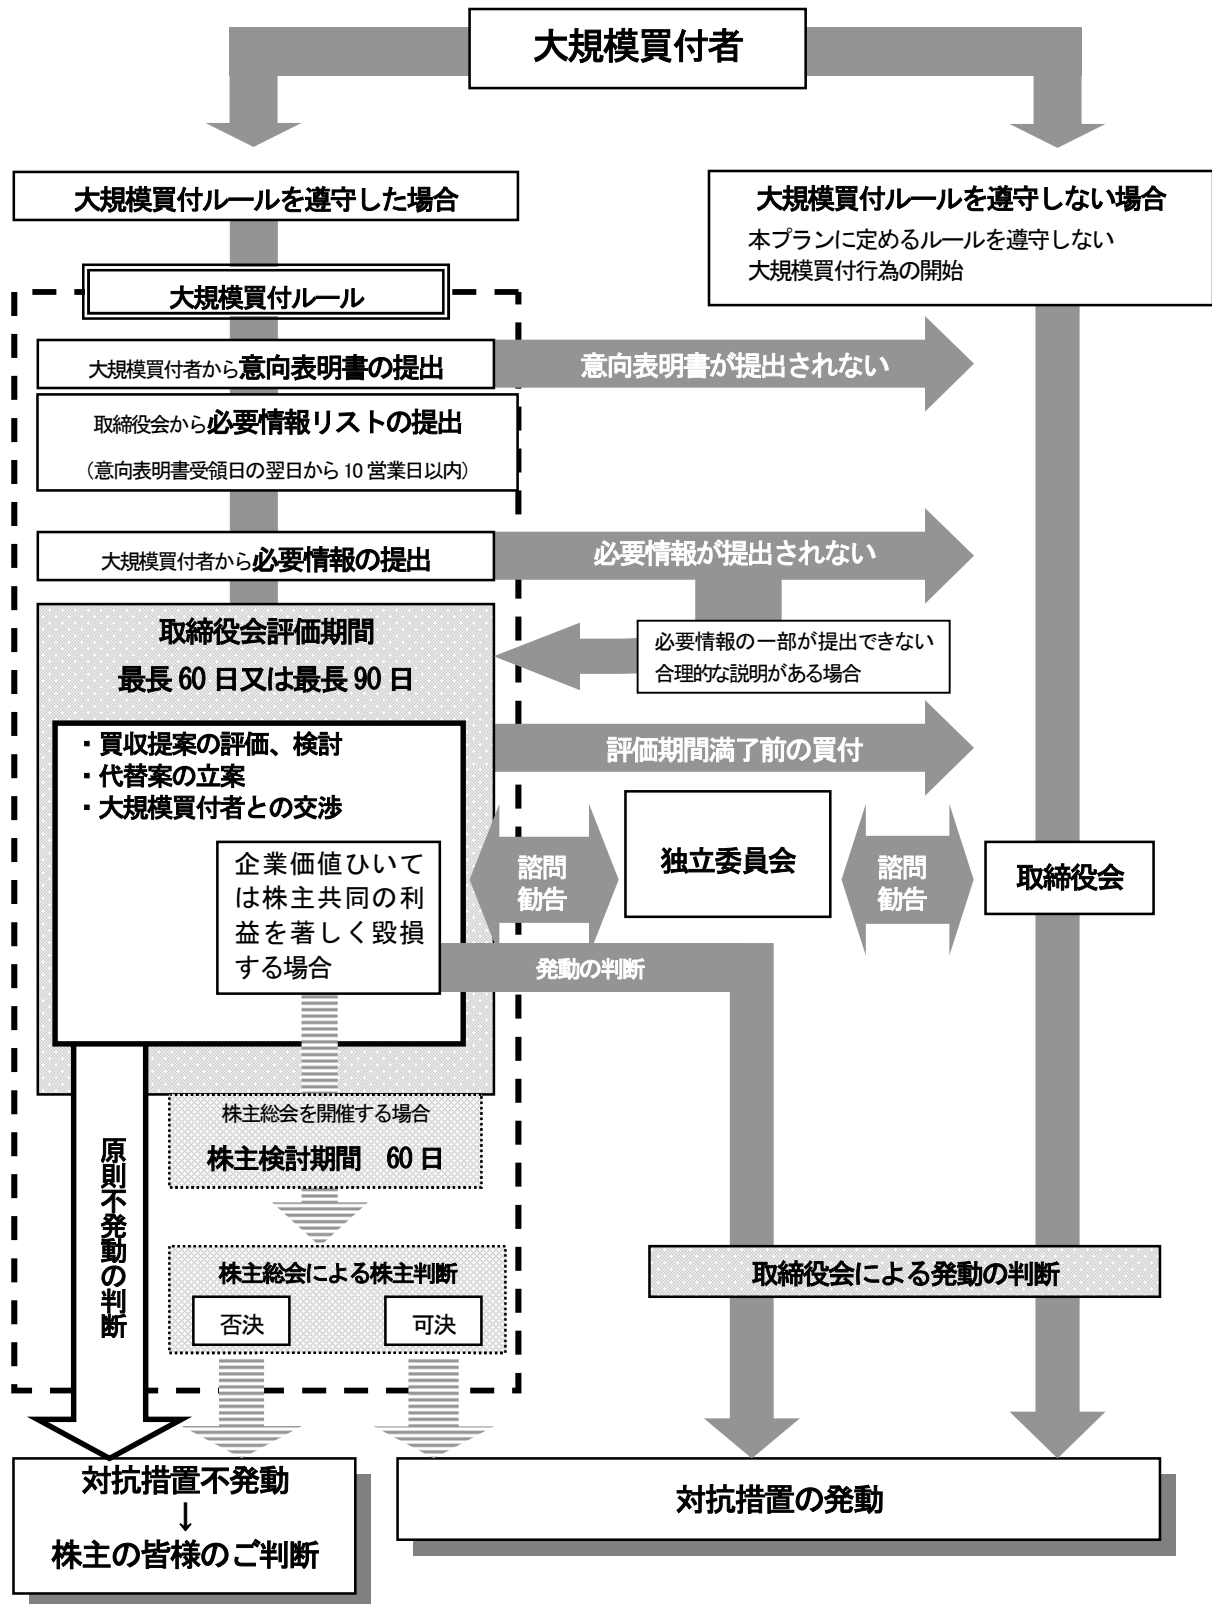 大規模買付者
大規模買付ルールを遵守した場合
大規模買付ルールを遵守しない場合
本プランに定めるルールを遵守しない
大規模買付行為の開始
大規模買付ルール
大規模買付者から意向表明書の提出
意向表明書が提出されない
取締役会から必要情報リストの提出
（意向表明書受領日の翌日から 10 営業日以内）
大規模買付者から必要情報の提出
必要情報が提出されない
取締役会評価期間
最長 60 日又は最長 90 日
必要情報の一部が提出できない
合理的な説明がある場合
・買収提案の評価、検討
・代替案の立案
・大規模買付者との交渉
評価期間満了前の買付
企業価値ひいて
は株主共同の利
益を著しく毀損
する場合
諮問
勧告
独立委員会
諮問
勧告
取締役会
発動の判断
株主総会を開催する場合
株主検討期間　60 日
原則不発動の判断
株主総会による株主判断
否決
可決
取締役会による発動の判断
対抗措置不発動
↓
株主の皆様のご判断
対抗措置の発動